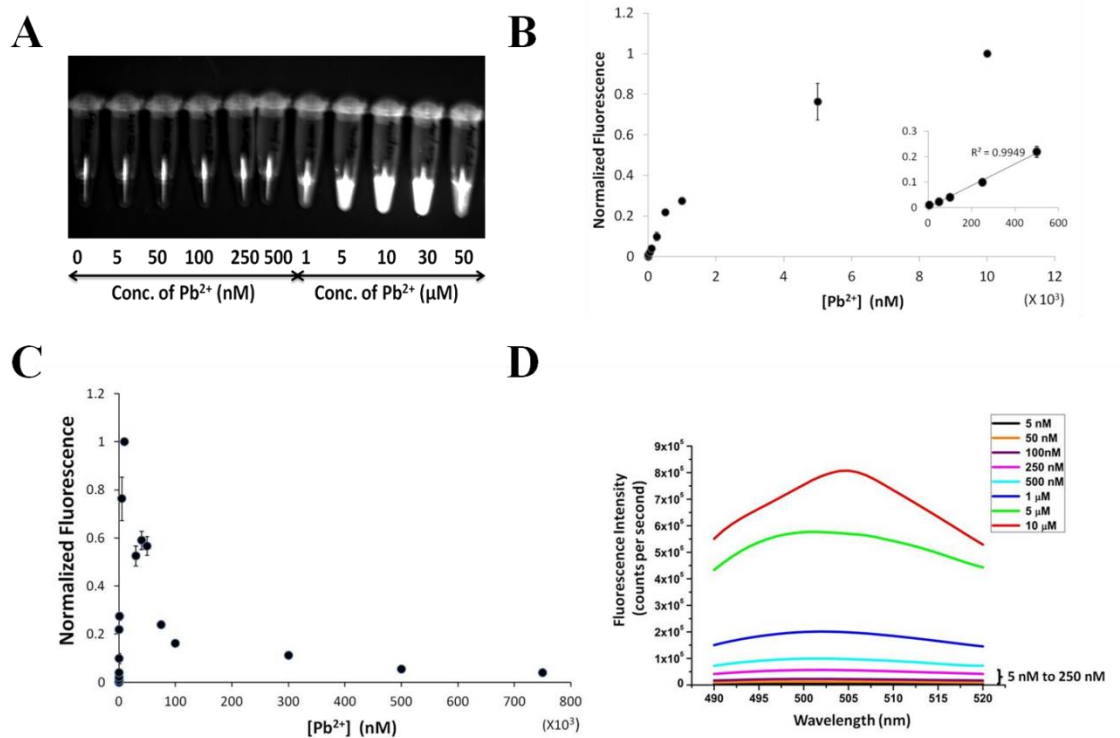 A
0 5 50 100 250 500 1 5 10 30 50
Conc. of Pb²⁺ (nM) Conc. of Pb²⁺ (μM)
B
Normalized Fluorescence
1.2
1
0.8
0.6
0.4
0.2
0
0 2 4 6 8 10 12
[Pb²⁺] (nM)
(X 10³)
R² = 0.9949
0.3
0.2
0.1
0
0 200 400 600
C
Normalized Fluorescence
1.2
1
0.8
0.6
0.4
0.2
0
0 100 200 300 400 500 600 700 800
[Pb²⁺] (nM)
(X10³)
D
Fluorescence Intensity
(counts per second)
9x10⁵
8x10⁵
7x10⁵
6x10⁵
5x10⁵
4x10⁵
3x10⁵
2x10⁵
1x10⁵
0
490 495 500 505 510 515 520
Wavelength (nm)
5 nM
50 nM
100nM
250 nM
500 nM
1 μM
5 μM
10 μM
5 nM to 250 nM